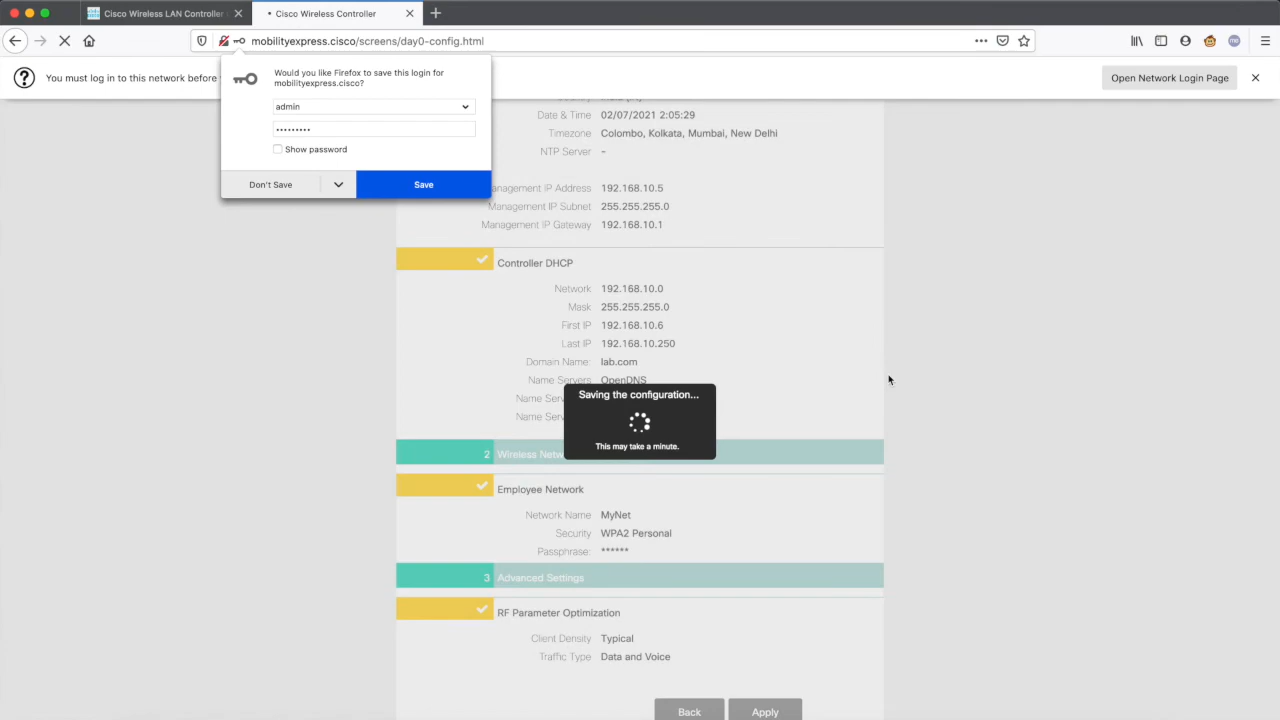 Cisco Wireless LAN Controller
Cisco Wireless Controller
mobilityexpress.cisco/screens/day0-config.html
You must log in to this network before
Open Network Login Page
Would you like Firefox to save this login for
mobilityexpress.cisco?
admin
•••••••••
Show password
Don't Save
Save
Date & Time 02/07/2021 2:05:29
Timezone Colombo, Kolkata, Mumbai, New Delhi
NTP Server -
Management IP Address 192.168.10.5
Management IP Subnet 255.255.255.0
Management IP Gateway 192.168.10.1
Controller DHCP
Network 192.168.10.0
Mask 255.255.255.0
First IP 192.168.10.6
Last IP 192.168.10.250
Domain Name: lab.com
Name Servers OpenDNS
Name
Name
Saving the configuration...
This may take a minute.
2 Wireless
Employee Network
Network Name MyNet
Security WPA2 Personal
Passphrase: ******
3 Advanced Settings
RF Parameter Optimization
Client Density Typical
Traffic Type Data and Voice
Back Apply